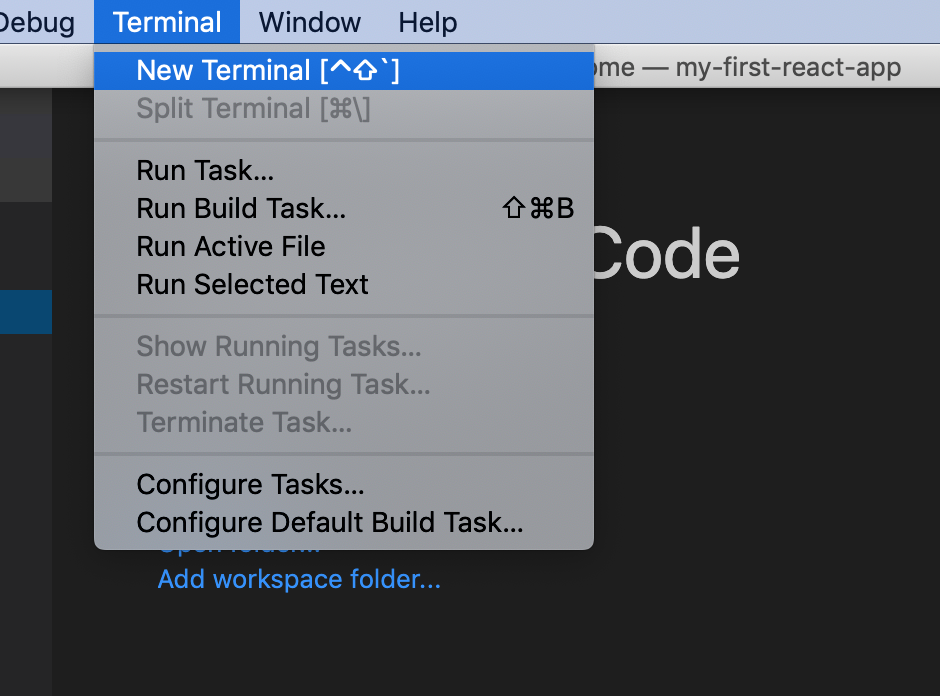 Debug Terminal Window Help
New Terminal [^⇧`]
ome — my-first-react-app
Split Terminal [⌘\]
Run Task...
Run Build Task... ⇧⌘B
Run Active File
Code
Run Selected Text
Show Running Tasks...
Restart Running Task...
Terminate Task...
Configure Tasks...
Configure Default Build Task...
Open folder...
Add workspace folder...